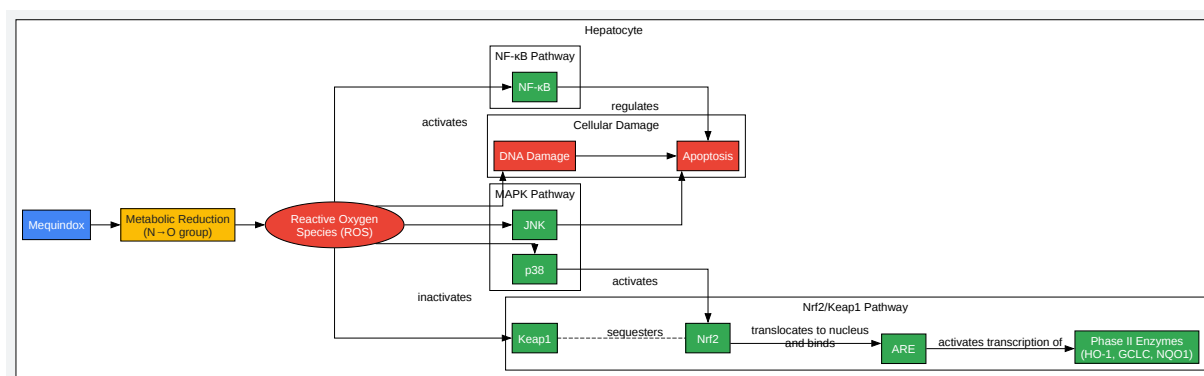 Hepatocyte
NF-κB Pathway
NF-κB
regulates
activates
Cellular Damage
DNA Damage
Apoptosis
MAPK Pathway
Mequindox
Metabolic Reduction
(N→O group)
Reactive Oxygen
Species (ROS)
JNK
p38
activates
inactivates
Nrf2/Keap1 Pathway
Keap1
sequesters
Nrf2
translocates to nucleus
and binds
ARE
activates transcription of
Phase II Enzymes
(HO-1, GCLC, NQO1)